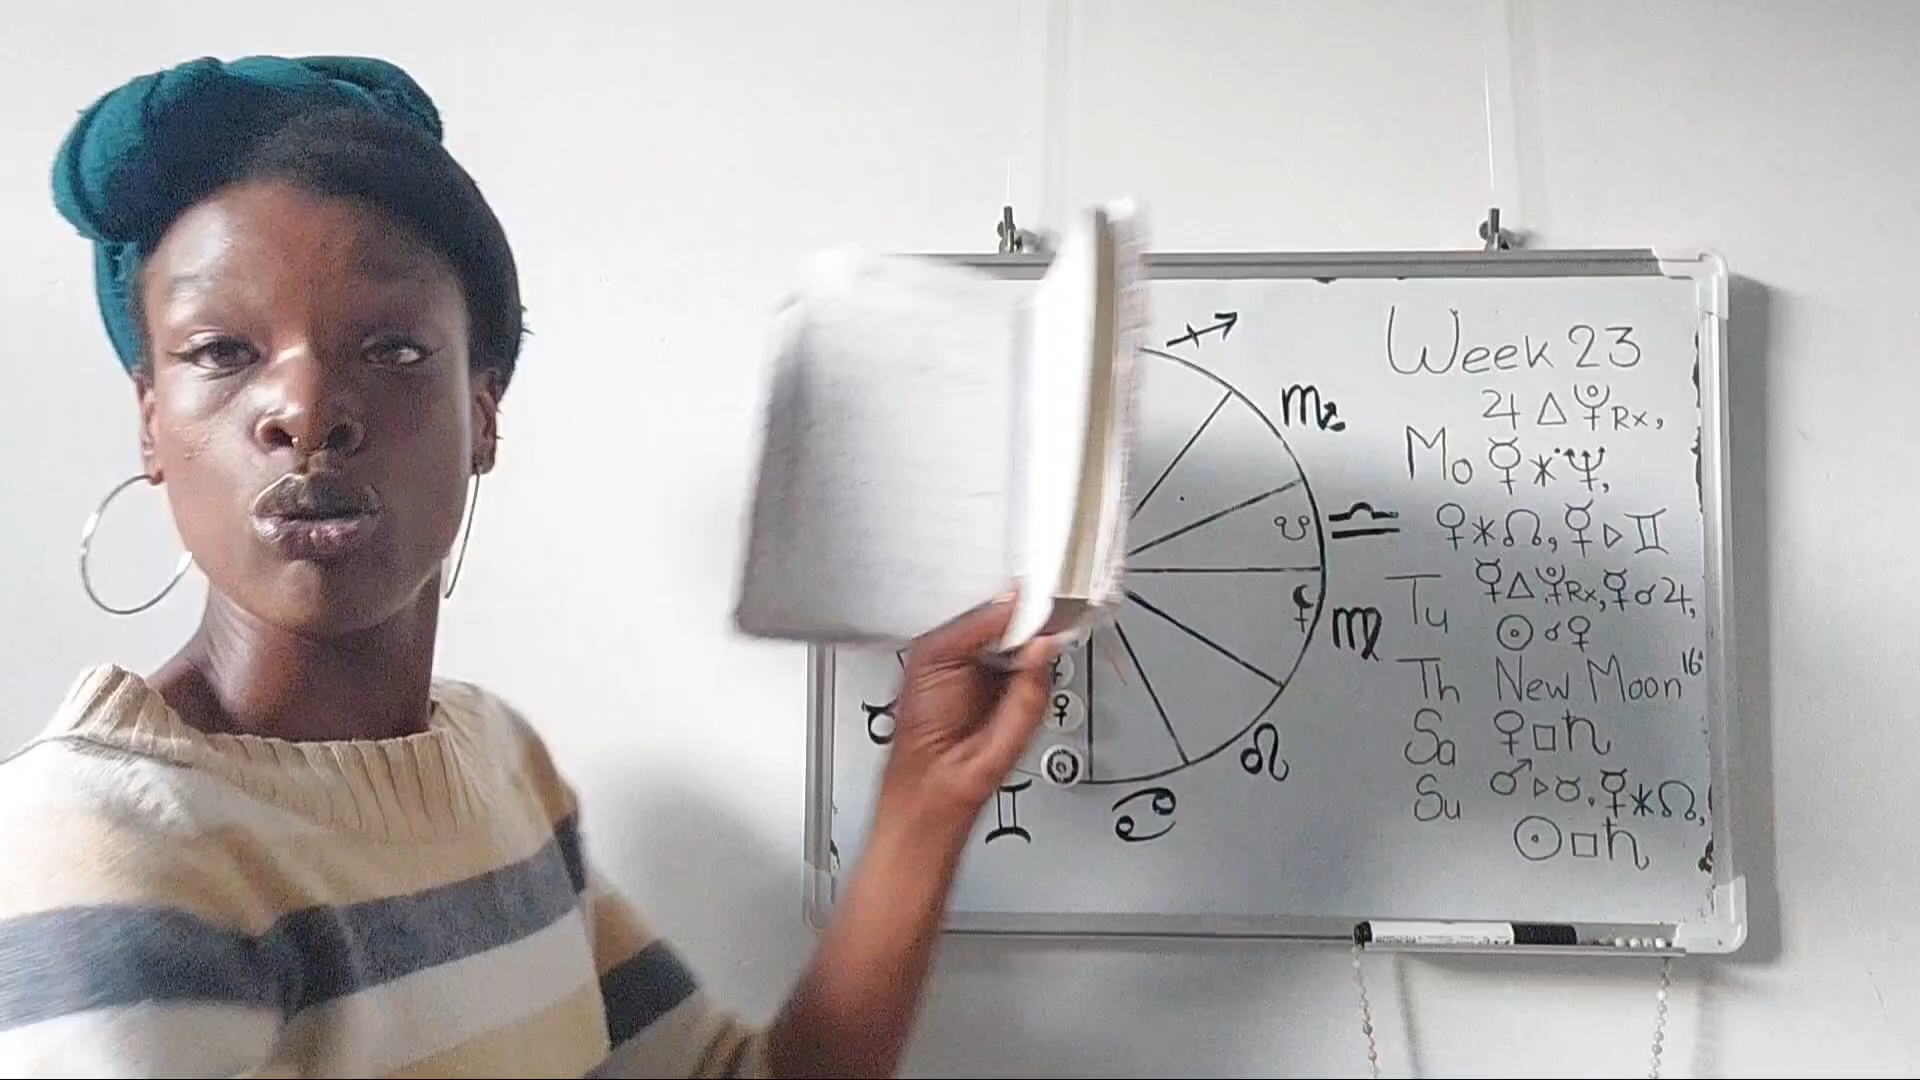 Week 23
♃ △ ♇ Rx,
Mo ☿ ⚹ ♆,
♀ ⚹ ☊, ☿ ▷ ♊
Tu ☿ △ ♇ Rx, ☿ ☌ ♃,
☉ ☌ ♀
Th New Moon 16°
Sa ♀ □ ♄
Su ♂ ▷ ♉, ☿ ⚹ ☊,
☉ □ ♄
♐
♏
☋ ♎
⚸ ♍
☿
♀
♉
☉
♌
♊ ♋